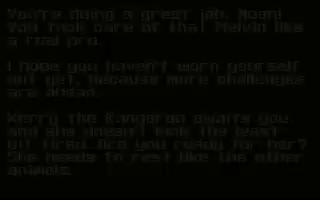 You're doing a great job, Noah!
You took care of that Melvin like
a real pro.
I hope you haven't worn yourself
out yet, because more challenges
are ahead.
Kerry the Kangaroo awaits you,
and she doesn't look the least
bit tired. Are you ready for her?
She needs to rest like the other
animals.